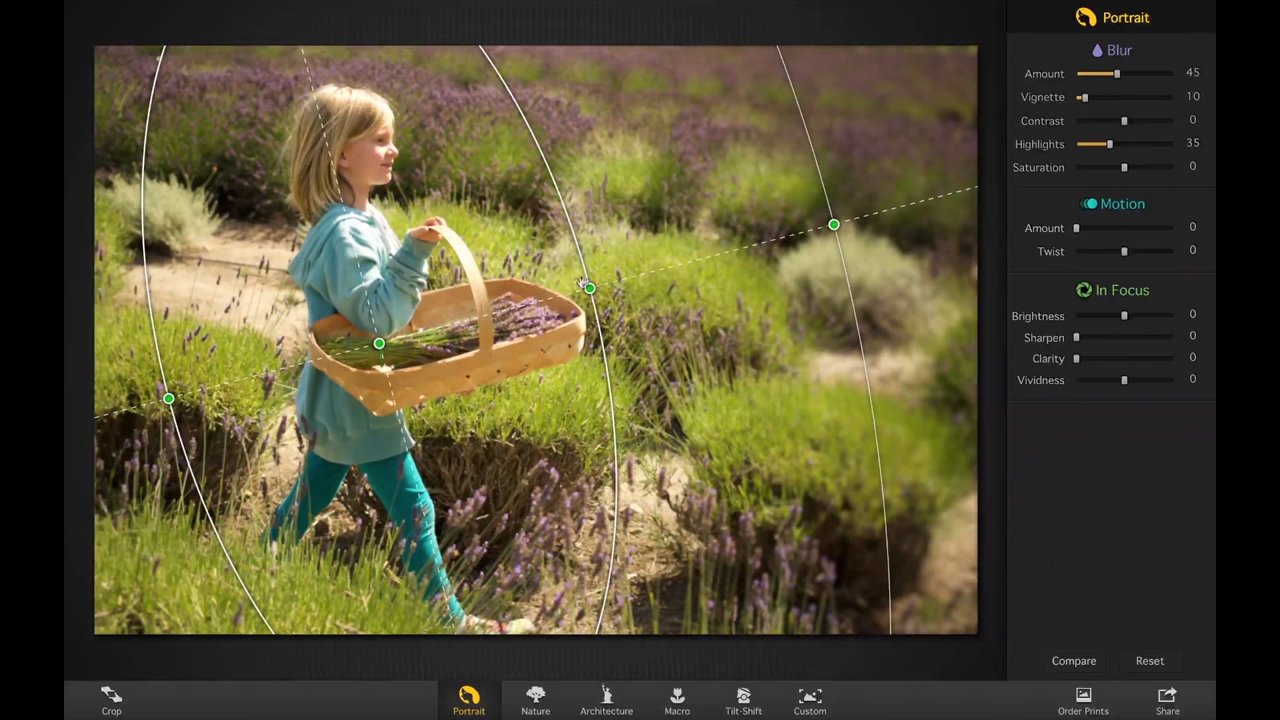 Portrait
Blur
Amount 45
Vignette 10
Contrast 0
Highlights 35
Saturation 0
Motion
Amount 0
Twist 0
In Focus
Brightness 0
Sharpen 0
Clarity 0
Vividness 0
Compare Reset
Crop Portrait Nature Architecture Macro Tilt-Shift Custom Order Prints Share